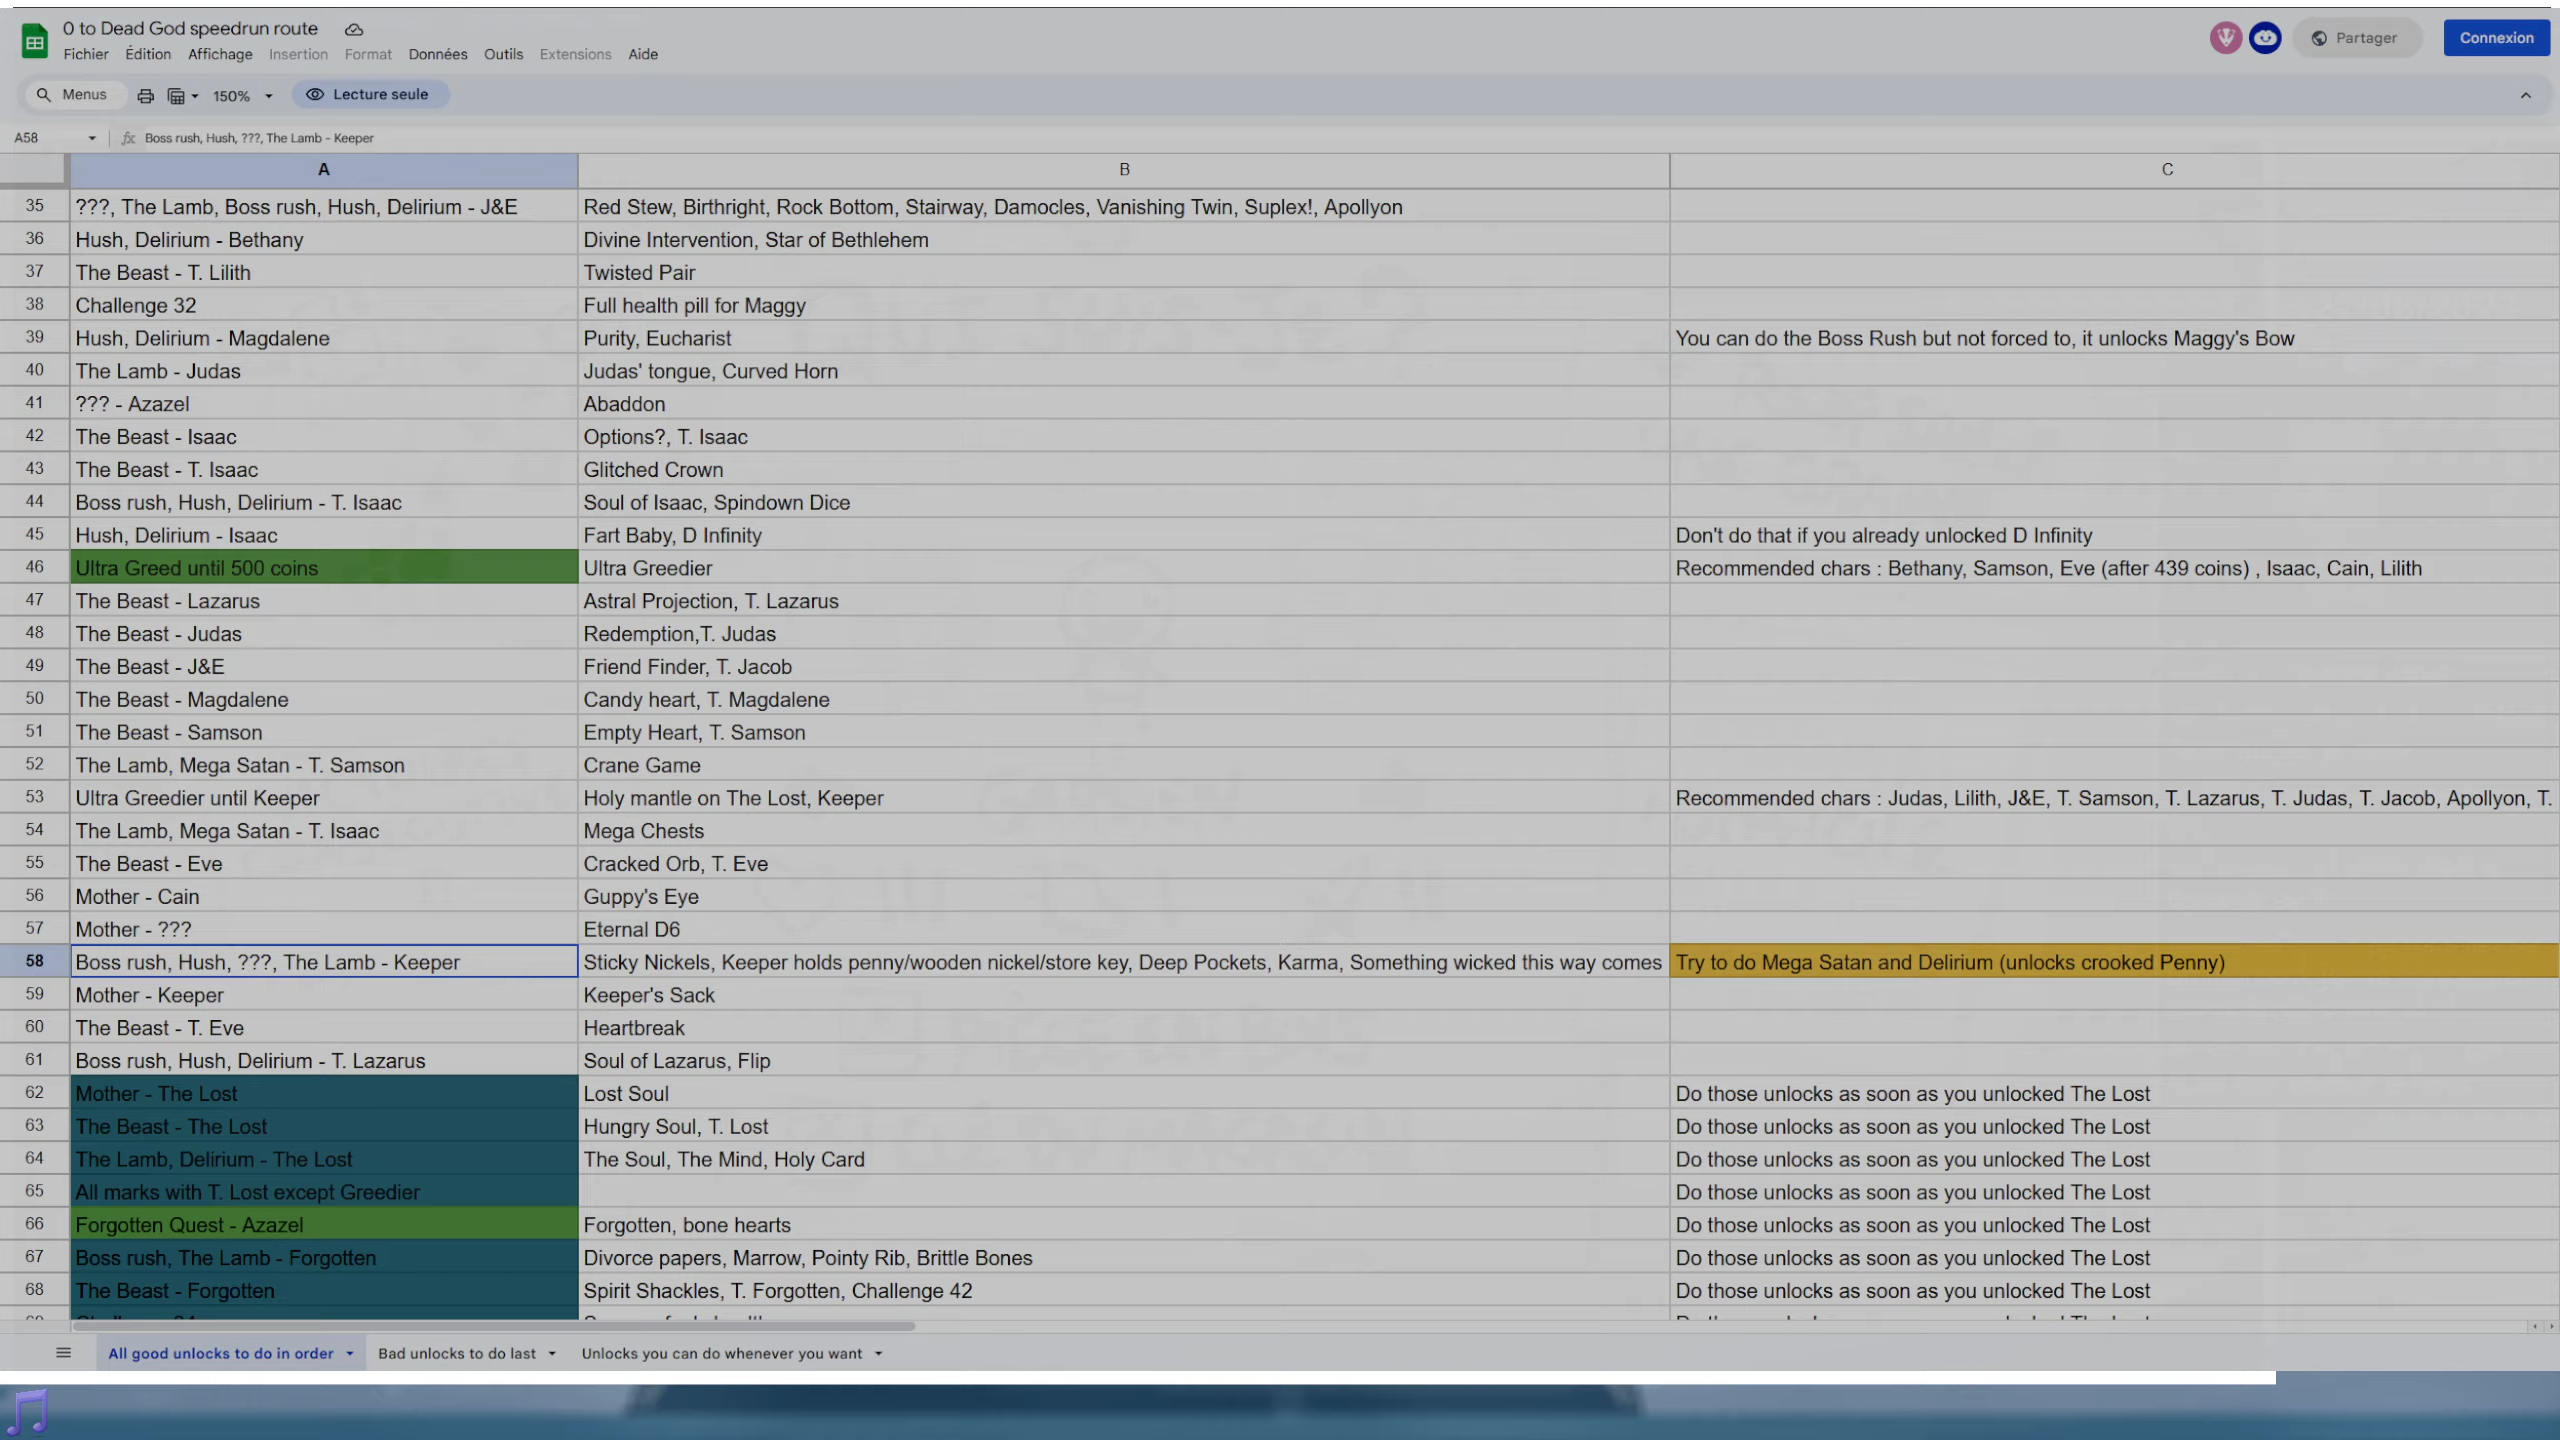 0 to Dead God speedrun route
Fichier Édition Affichage Insertion Format Données Outils Extensions Aide
Partager
Connexion
Menus 150% Lecture seule
A58 fx Boss rush, Hush, ???, The Lamb - Keeper
A B C
35 ???, The Lamb, Boss rush, Hush, Delirium - J&E Red Stew, Birthright, Rock Bottom, Stairway, Damocles, Vanishing Twin, Suplex!, Apollyon
36 Hush, Delirium - Bethany Divine Intervention, Star of Bethlehem
37 The Beast - T. Lilith Twisted Pair
38 Challenge 32 Full health pill for Maggy
39 Hush, Delirium - Magdalene Purity, Eucharist You can do the Boss Rush but not forced to, it unlocks Maggy's Bow
40 The Lamb - Judas Judas' tongue, Curved Horn
41 ??? - Azazel Abaddon
42 The Beast - Isaac Options?, T. Isaac
43 The Beast - T. Isaac Glitched Crown
44 Boss rush, Hush, Delirium - T. Isaac Soul of Isaac, Spindown Dice
45 Hush, Delirium - Isaac Fart Baby, D Infinity Don't do that if you already unlocked D Infinity
46 Ultra Greed until 500 coins Ultra Greedier Recommended chars : Bethany, Samson, Eve (after 439 coins) , Isaac, Cain, Lilith
47 The Beast - Lazarus Astral Projection, T. Lazarus
48 The Beast - Judas Redemption,T. Judas
49 The Beast - J&E Friend Finder, T. Jacob
50 The Beast - Magdalene Candy heart, T. Magdalene
51 The Beast - Samson Empty Heart, T. Samson
52 The Lamb, Mega Satan - T. Samson Crane Game
53 Ultra Greedier until Keeper Holy mantle on The Lost, Keeper Recommended chars : Judas, Lilith, J&E, T. Samson, T. Lazarus, T. Judas, T. Jacob, Apollyon, T.
54 The Lamb, Mega Satan - T. Isaac Mega Chests
55 The Beast - Eve Cracked Orb, T. Eve
56 Mother - Cain Guppy's Eye
57 Mother - ??? Eternal D6
58 Boss rush, Hush, ???, The Lamb - Keeper Sticky Nickels, Keeper holds penny/wooden nickel/store key, Deep Pockets, Karma, Something wicked this way comes Try to do Mega Satan and Delirium (unlocks crooked Penny)
59 Mother - Keeper Keeper's Sack
60 The Beast - T. Eve Heartbreak
61 Boss rush, Hush, Delirium - T. Lazarus Soul of Lazarus, Flip
62 Mother - The Lost Lost Soul Do those unlocks as soon as you unlocked The Lost
63 The Beast - The Lost Hungry Soul, T. Lost Do those unlocks as soon as you unlocked The Lost
64 The Lamb, Delirium - The Lost The Soul, The Mind, Holy Card Do those unlocks as soon as you unlocked The Lost
65 All marks with T. Lost except Greedier Do those unlocks as soon as you unlocked The Lost
66 Forgotten Quest - Azazel Forgotten, bone hearts Do those unlocks as soon as you unlocked The Lost
67 Boss rush, The Lamb - Forgotten Divorce papers, Marrow, Pointy Rib, Brittle Bones Do those unlocks as soon as you unlocked The Lost
68 The Beast - Forgotten Spirit Shackles, T. Forgotten, Challenge 42 Do those unlocks as soon as you unlocked The Lost
All good unlocks to do in order Bad unlocks to do last Unlocks you can do whenever you want